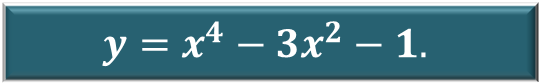 y = x⁴ − 3x² − 1.